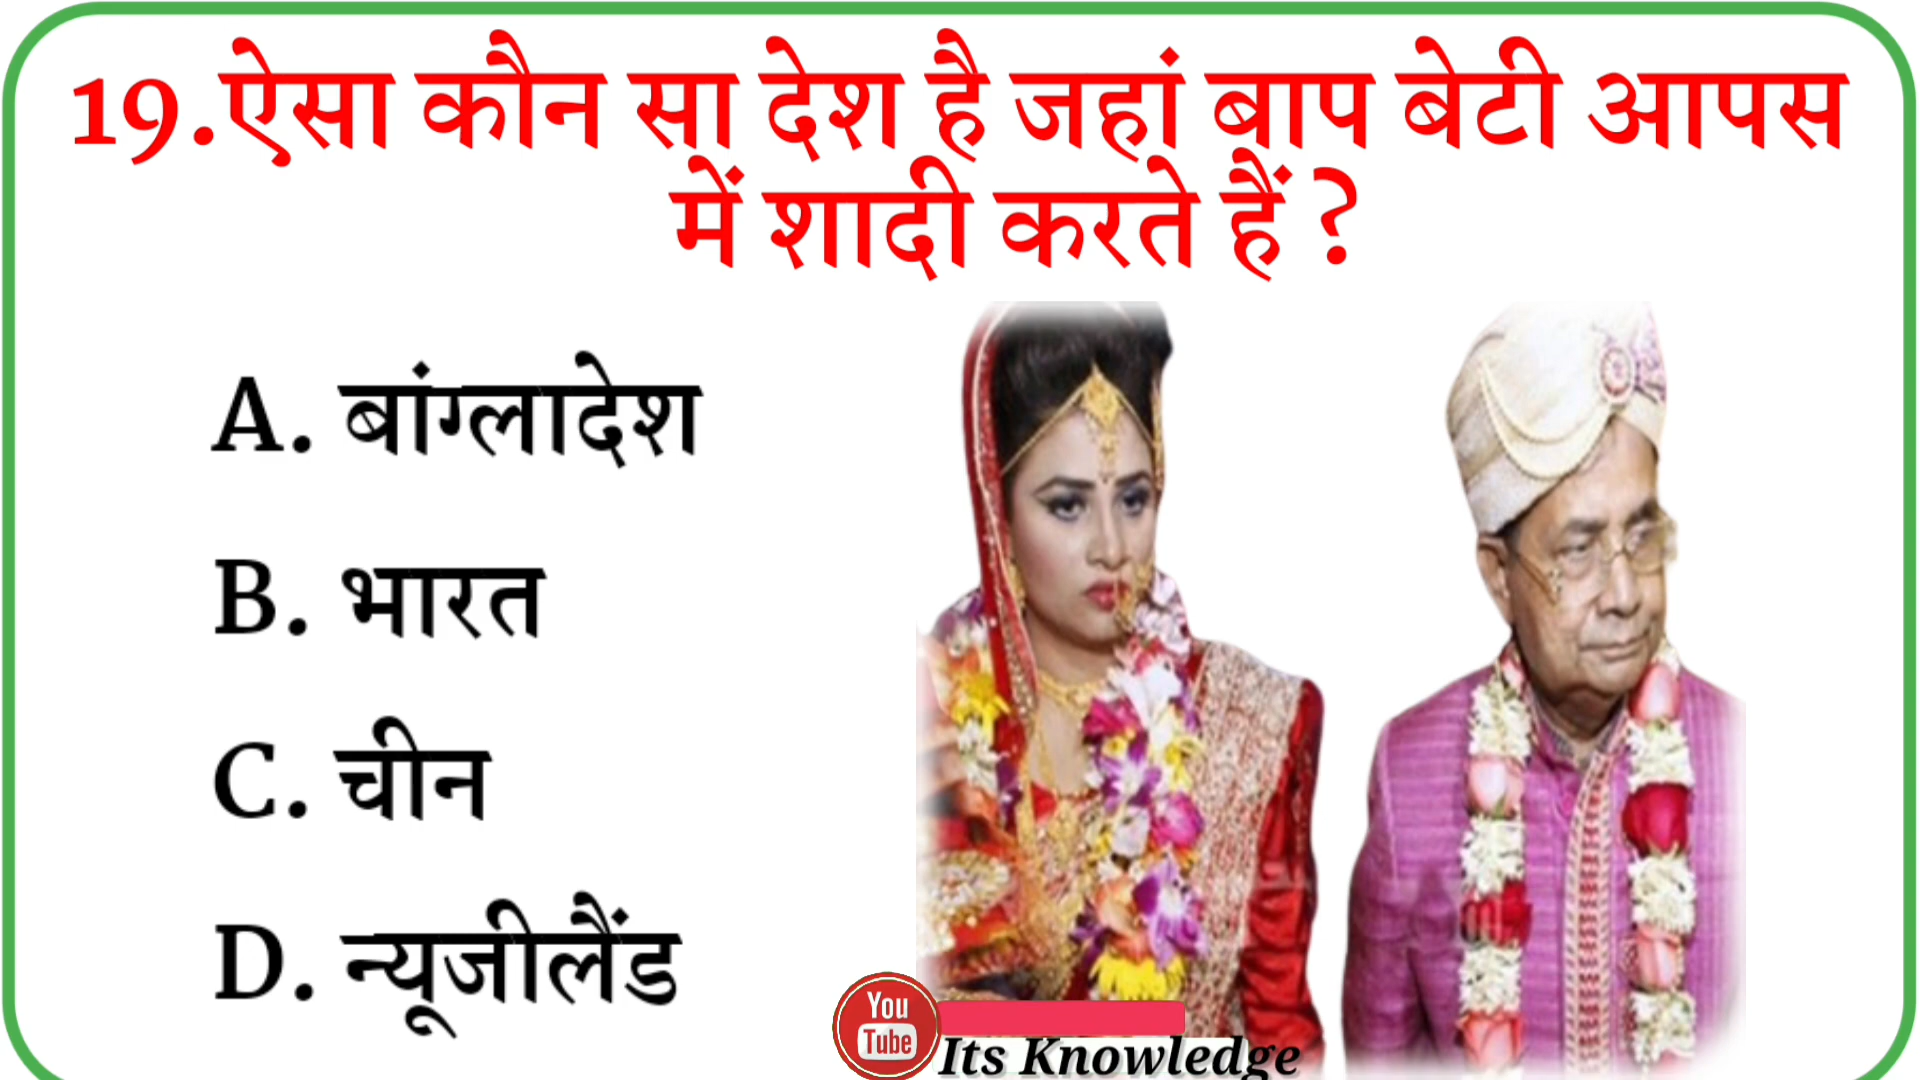 19.ऐसा कौन सा देश है जहां बाप बेटी आपस
में शादी करते हैं ?
A. बांग्लादेश
B. भारत
C. चीन
D. न्यूजीलैंड
You
Tube
Its Knowledge